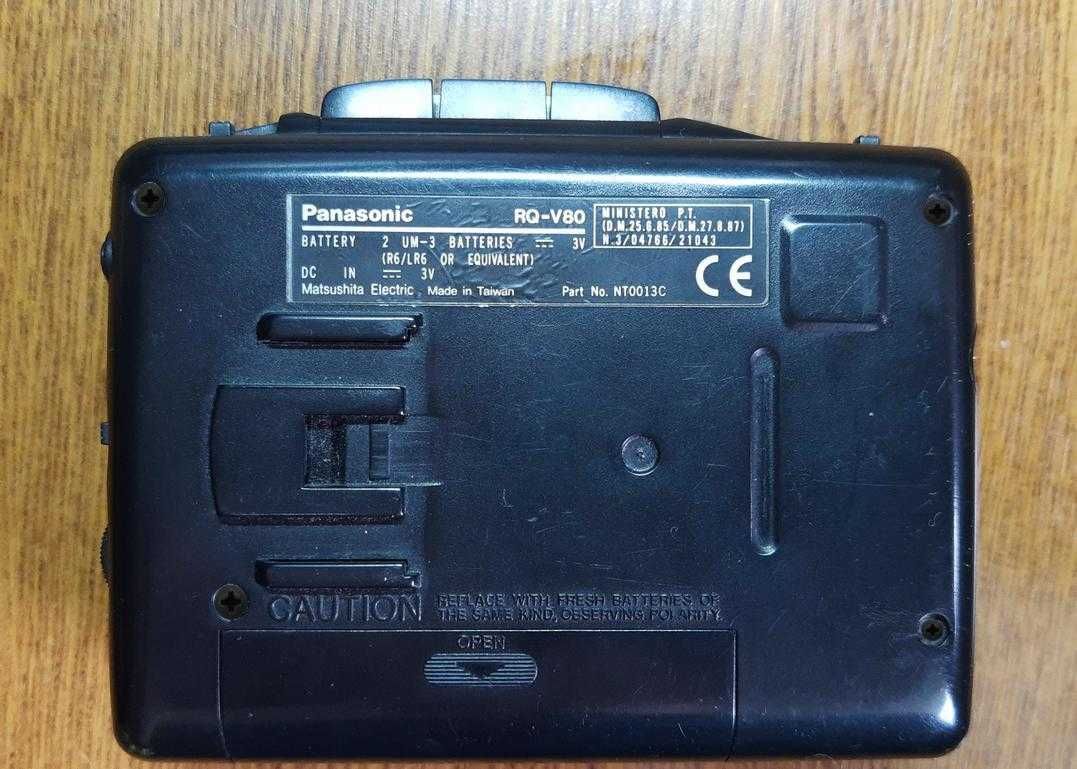 Panasonic RQ-V80
BATTERY 2 UM-3 BATTERIES ⎓ 3V
(R6/LR6 OR EQUIVALENT)
DC IN ⎓ 3V
Matsushita Electric Made in Taiwan Part No. NT0013C
MINISTERO P.T.
(D.M.25.6.85/D.M.27.8.87)
N.3/04766/21043
CE
CAUTION REPLACE WITH FRESH BATTERIES OF
THE SAME KIND, OBSERVING POLARITY.
OPEN